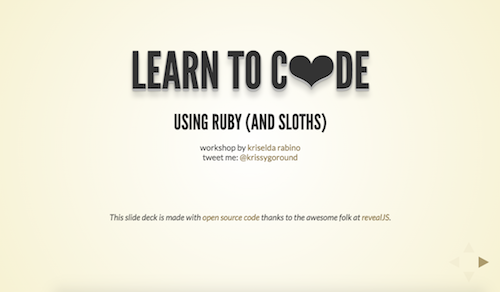 LEARN TO C❤DE
USING RUBY (AND SLOTHS)
workshop by kriselda rabino
tweet me: @krissygoround
This slide deck is made with open source code thanks to the awesome folk at revealJS.